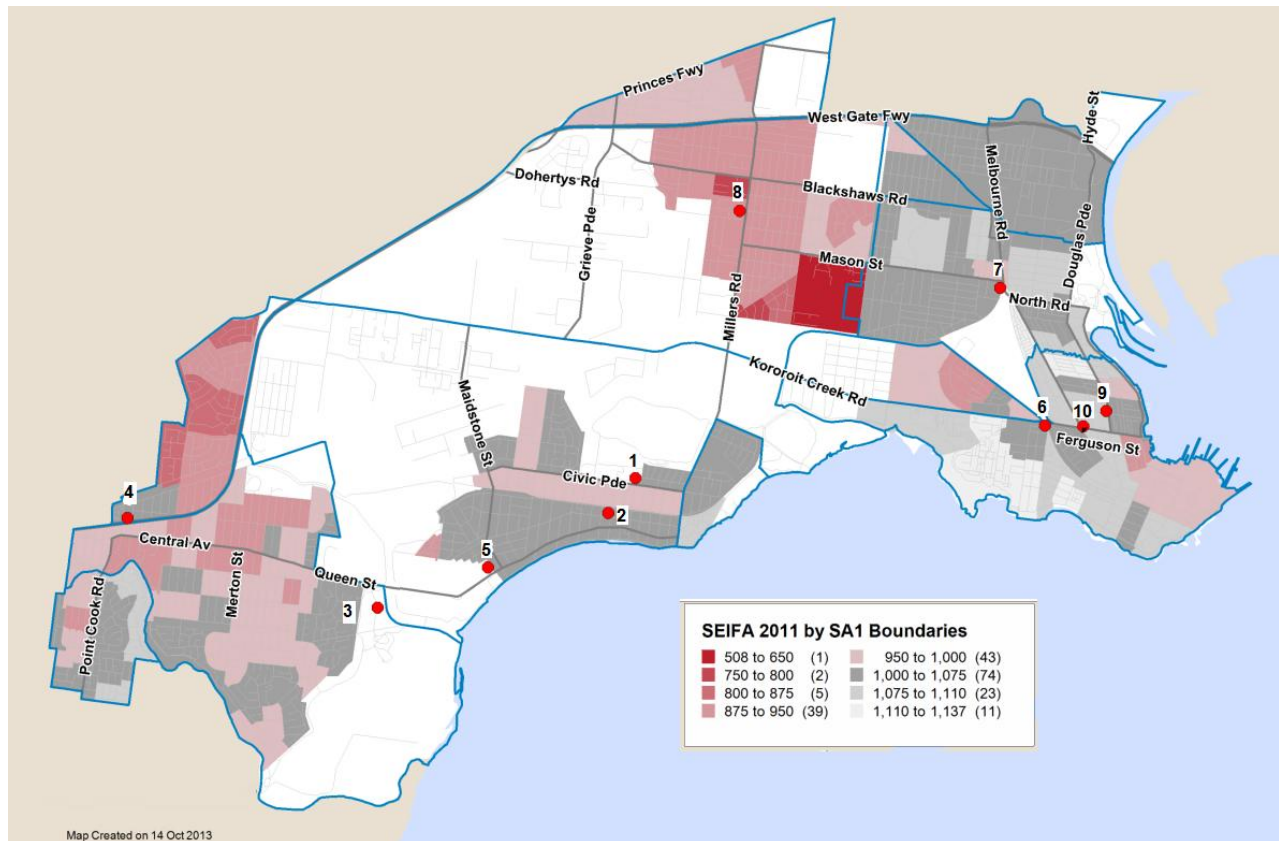 Princes Fwy
West Gate Fwy
Hyde St
Melbourne Rd
Dohertys Rd
8
Blackshaws Rd
Grieve Pde
Douglas Pde
Mason St
7
North Rd
Millers Rd
Kororoit Creek Rd
Maidstone St
9
6
10
Ferguson St
1
Civic Pde
4
2
Central Av
5
Merton St
Queen St
3
Point Cook Rd
SEIFA 2011 by SA1 Boundaries
508 to 650 (1)
750 to 800 (2)
800 to 875 (5)
875 to 950 (39)
950 to 1,000 (43)
1,000 to 1,075 (74)
1,075 to 1,110 (23)
1,110 to 1,137 (11)
Map Created on 14 Oct 2013